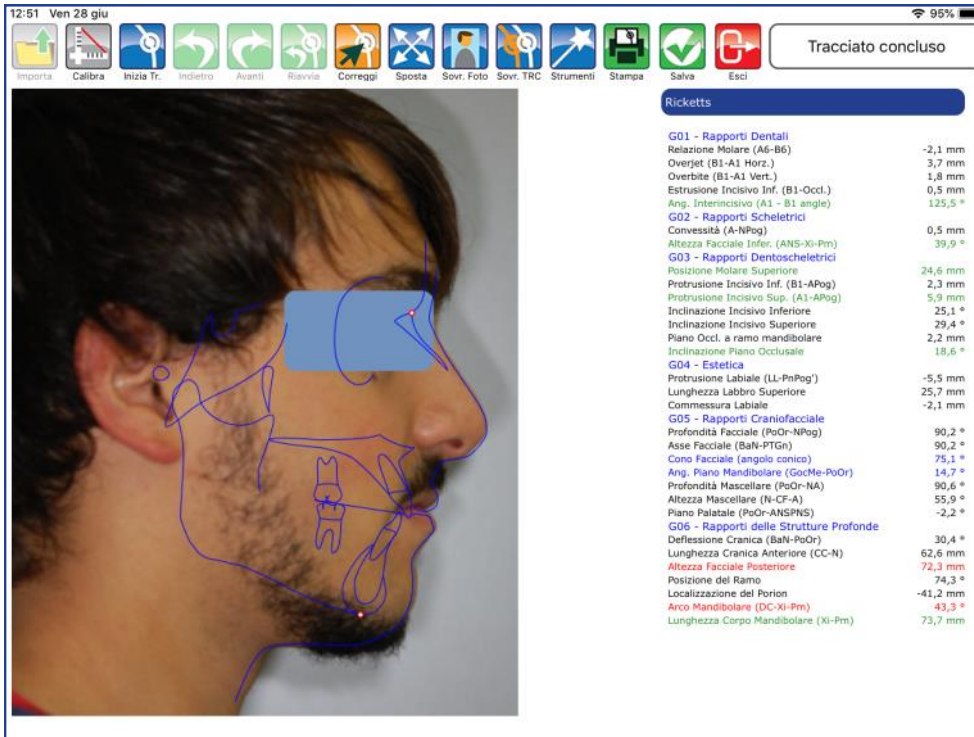 12:51 Ven 28 giu 95%
Importa Calibra Inizia Tr. Indietro Avanti Riavvia Correggi Sposta Sovr. Foto Sovr. TRC Strumenti Stampa Salva Esci Tracciato concluso
Ricketts
G01 - Rapporti Dentali
Relazione Molare (A6-B6) -2,1 mm
Overjet (B1-A1 Horz.) 3,7 mm
Overbite (B1-A1 Vert.) 1,8 mm
Estrusione Incisivo Inf. (B1-Occl.) 0,5 mm
Ang. Interincisivo (A1 - B1 angle) 125,5 °
G02 - Rapporti Scheletrici
Convessità (A-NPog) 0,5 mm
Altezza Facciale Infer. (ANS-Xi-Pm) 39,9 °
G03 - Rapporti Dentoscheletrici
Posizione Molare Superiore 24,6 mm
Protrusione Incisivo Inf. (B1-APog) 2,3 mm
Protrusione Incisivo Sup. (A1-APog) 5,9 mm
Inclinazione Incisivo Inferiore 25,1 °
Inclinazione Incisivo Superiore 29,4 °
Piano Occl. a ramo mandibolare 2,2 mm
Inclinazione Piano Occlusale 18,6 °
G04 - Estetica
Protrusione Labiale (LL-PnPog') -5,5 mm
Lunghezza Labbro Superiore 25,7 mm
Commessura Labiale -2,1 mm
G05 - Rapporti Craniofacciale
Profondità Facciale (PoOr-NPog) 90,2 °
Asse Facciale (BaN-PTGn) 90,2 °
Cono Facciale (angolo conico) 75,1 °
Ang. Piano Mandibolare (GocMe-PoOr) 14,7 °
Profondità Mascellare (PoOr-NA) 90,6 °
Altezza Mascellare (N-CF-A) 55,9 °
Piano Palatale (PoOr-ANSPNS) -2,2 °
G06 - Rapporti delle Strutture Profonde
Deflessione Cranica (BaN-PoOr) 30,4 °
Lunghezza Cranica Anteriore (CC-N) 62,6 mm
Altezza Facciale Posteriore 72,3 mm
Posizione del Ramo 74,3 °
Localizzazione del Porion -41,2 mm
Arco Mandibolare (DC-Xi-Pm) 43,3 °
Lunghezza Corpo Mandibolare (Xi-Pm) 73,7 mm